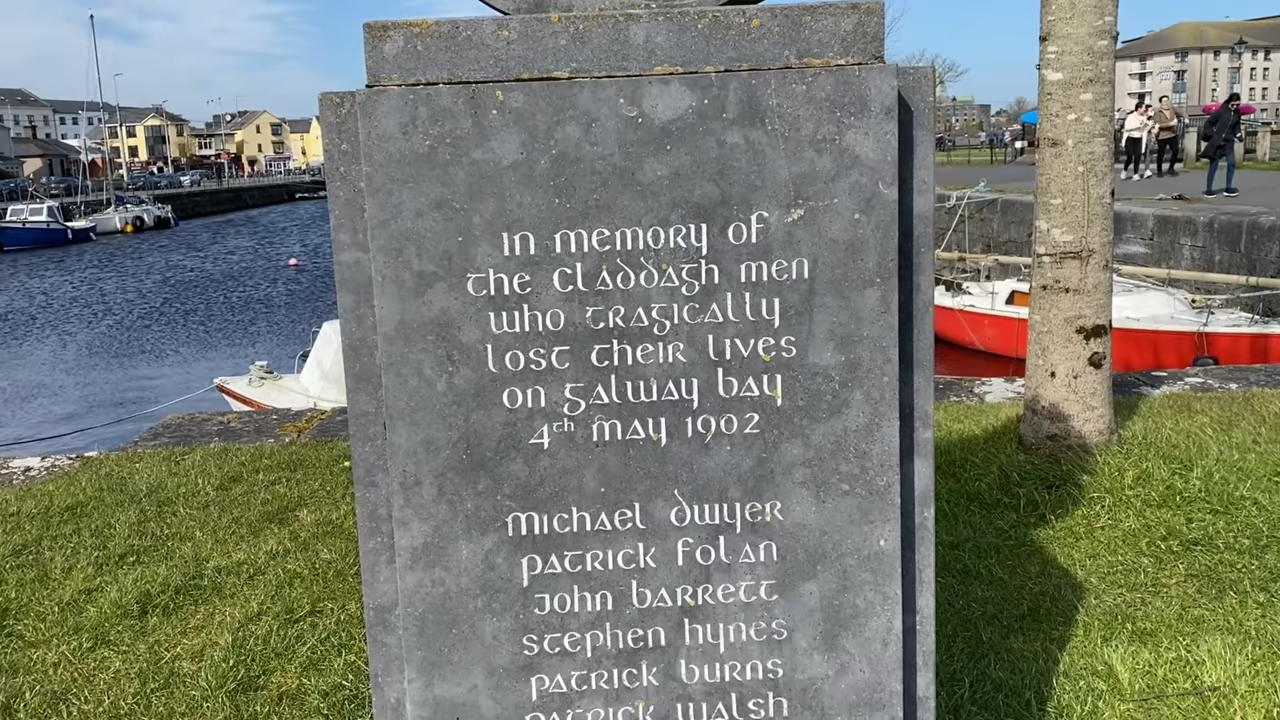 In memory of
the Claddagh men
who tragically
lost their lives
on Galway Bay
4th May 1902
Michael Dwyer
Patrick Folan
John Barrett
Stephen Hynes
Patrick Burns
Patrick Walsh